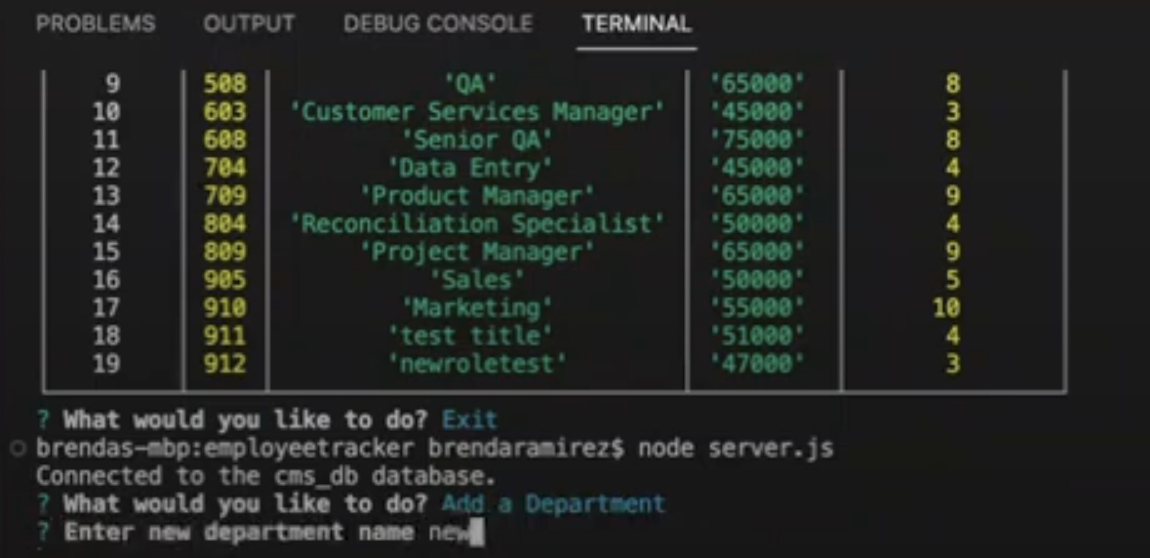 PROBLEMS OUTPUT DEBUG CONSOLE TERMINAL
9 508 'QA' '65000' 8
10 603 'Customer Services Manager' '45000' 3
11 608 'Senior QA' '75000' 8
12 704 'Data Entry' '45000' 4
13 709 'Product Manager' '65000' 9
14 804 'Reconciliation Specialist' '50000' 4
15 809 'Project Manager' '65000' 9
16 905 'Sales' '50000' 5
17 910 'Marketing' '55000' 10
18 911 'test title' '51000' 4
19 912 'newroletest' '47000' 3
? What would you like to do? Exit
brendas-mbp:employeetracker brendaramirez$ node server.js
Connected to the cms_db database.
? What would you like to do? Add a Department
? Enter new department name new